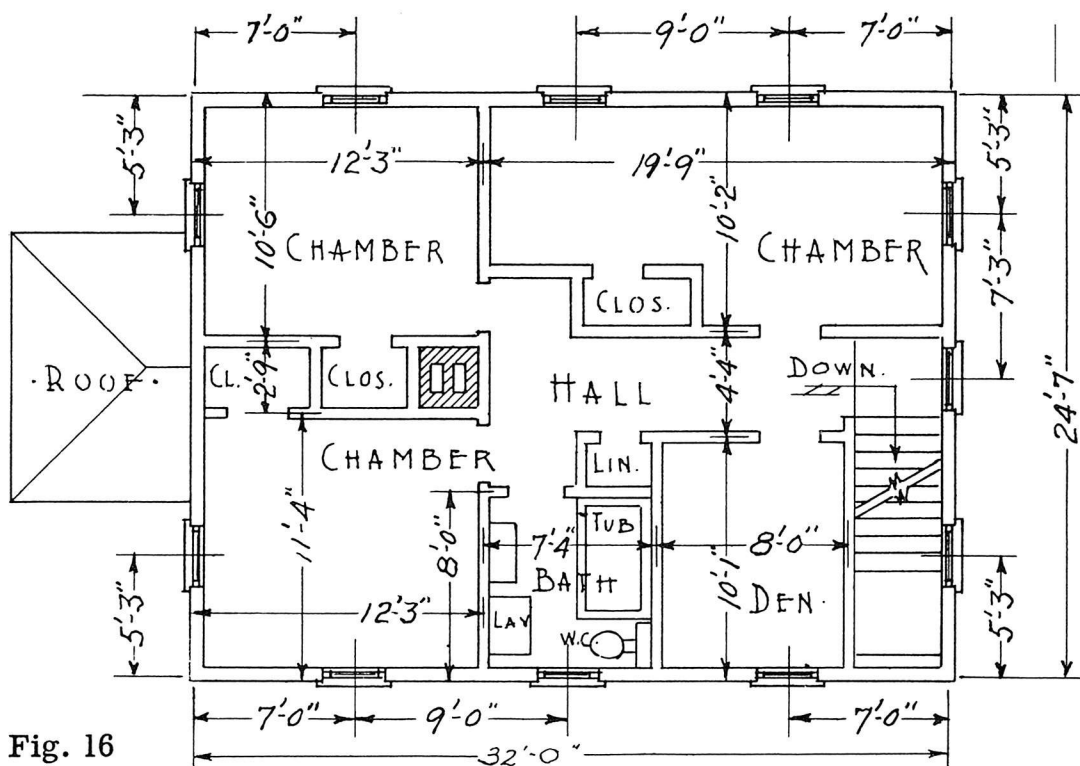 7'-0" 9'-0" 7'-0"
5'-3" 5'-3"
12'-3" 19'-9"
10'-6" 10'-2"
CHAMBER CHAMBER
7'-3"
CLOS.
·ROOF· CL. 2'-9" CLOS. HALL 4'-4" DOWN.
24'-7"
CHAMBER LIN.
11'-4" 8'-0" 7'-4" TUB 8'-0"
BATH 10'-1" DEN.
5'-3" 12'-3" LAV W.C. 5'-3"
7'-0" 9'-0" 7'-0"
Fig. 16 32'-0"